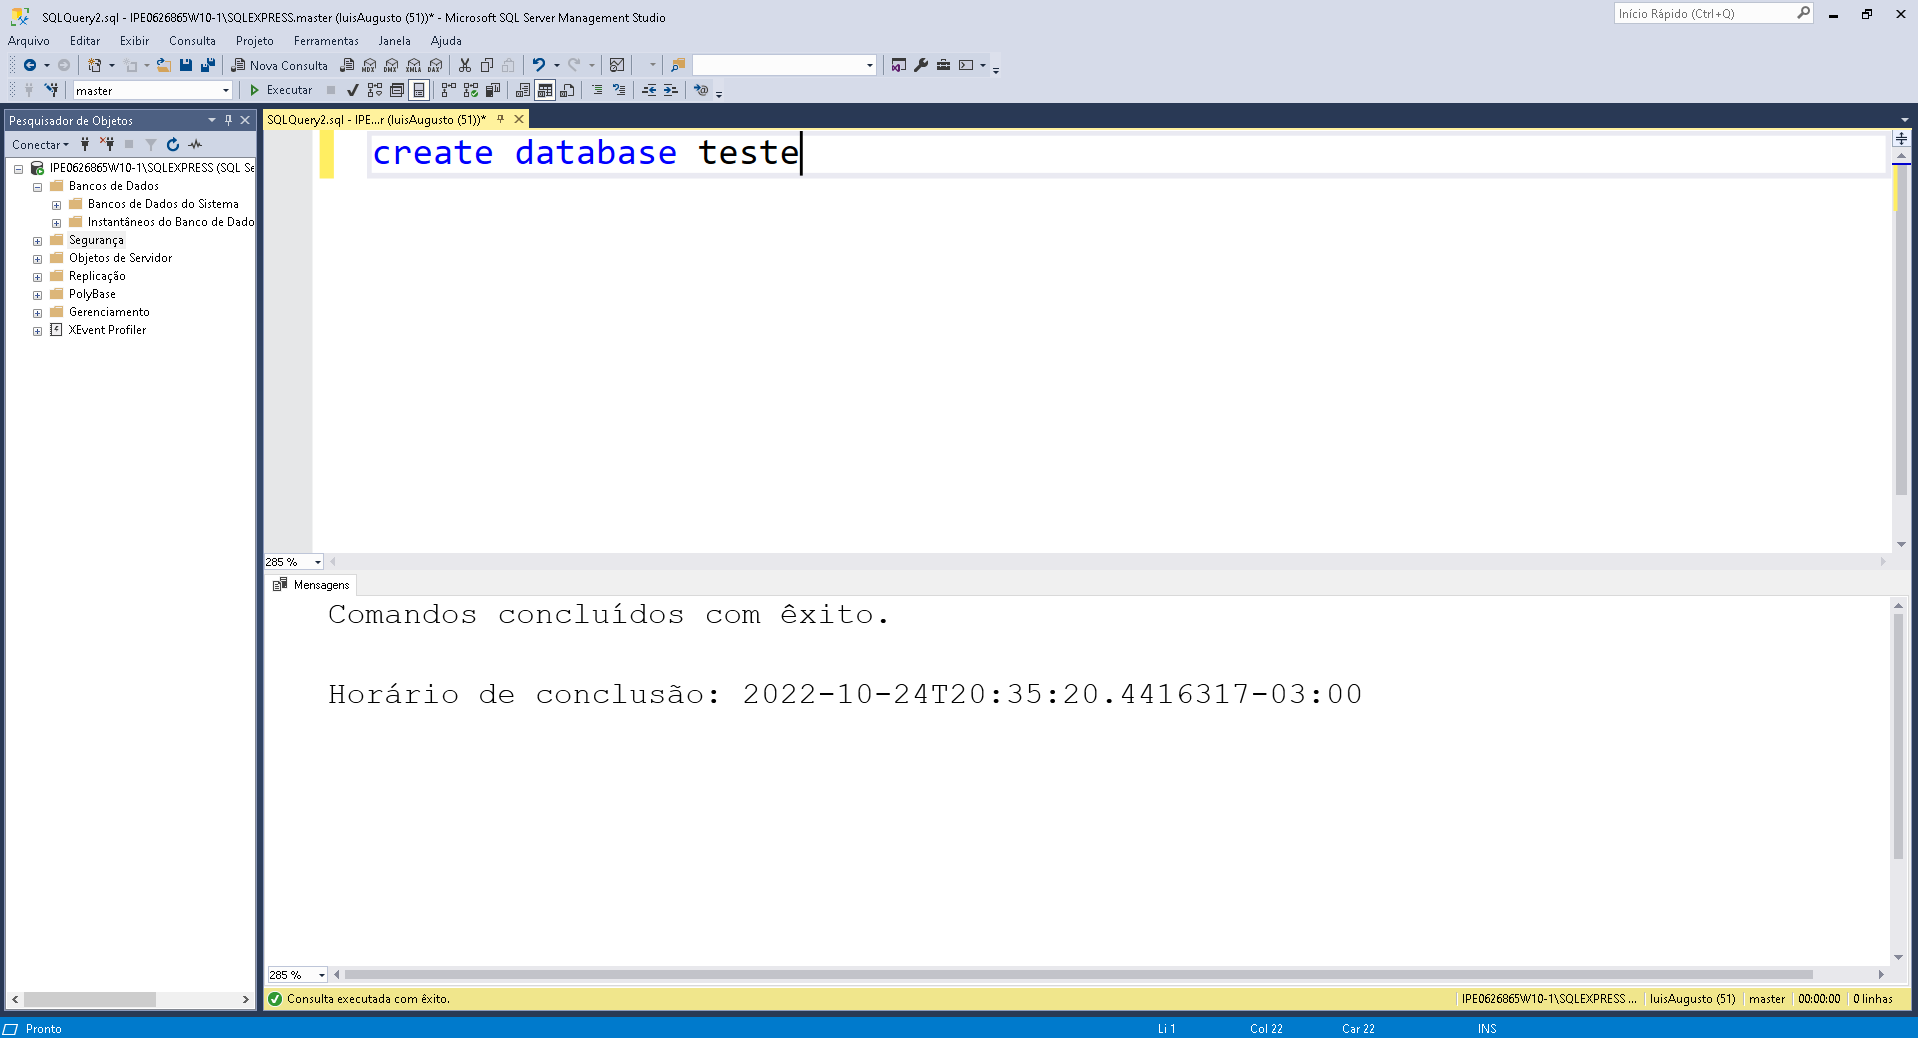 SQLQuery2.sql - IPE0626865W10-1\SQLEXPRESS.master (luisAugusto (51))* - Microsoft SQL Server Management Studio
Início Rápido (Ctrl+Q)
Arquivo Editar Exibir Consulta Projeto Ferramentas Janela Ajuda
Nova Consulta MDX DMX XMLA DAX
master Executar
Pesquisador de Objetos
SQLQuery2.sql - IPE...r (luisAugusto (51))*
Conectar
IPE0626865W10-1\SQLEXPRESS (SQL Se
Bancos de Dados
Bancos de Dados do Sistema
Instantâneos do Banco de Dado
Segurança
Objetos de Servidor
Replicação
PolyBase
Gerenciamento
XEvent Profiler
create database teste
285 %
Mensagens
Comandos concluídos com êxito.
Horário de conclusão: 2022-10-24T20:35:20.4416317-03:00
285 %
Consulta executada com êxito.
IPE0626865W10-1\SQLEXPRESS ... luisAugusto (51) master 00:00:00 0 linhas
Pronto Li 1 Col 22 Car 22 INS